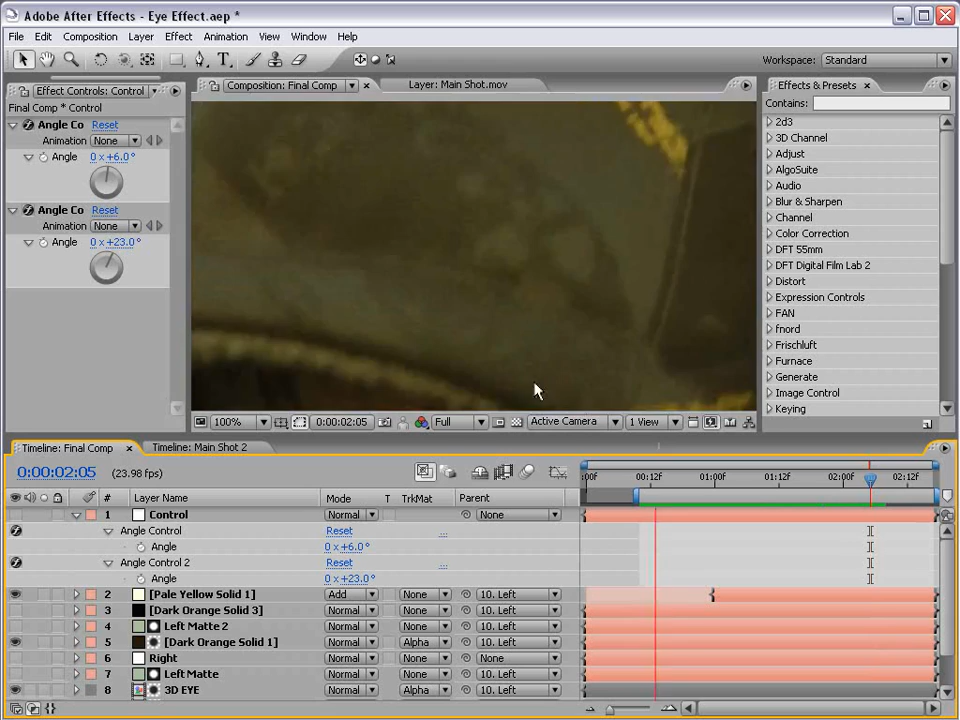 Adobe After Effects - Eye Effect.aep *
File Edit Composition Layer Effect Animation View Window Help
Workspace: Standard
Effect Controls: Control
Composition: Final Comp
Layer: Main Shot.mov
Effects & Presets
Final Comp * Control
Contains:
Angle Co Reset
Animation None
Angle 0 x+6.0°
Angle Co Reset
Animation None
Angle 0 x+23.0°
2d3
3D Channel
Adjust
AlgoSuite
Audio
Blur & Sharpen
Channel
Color Correction
DFT 55mm
DFT Digital Film Lab 2
Distort
Expression Controls
FAN
fnord
Frischluft
Furnace
Generate
Image Control
Keying
100% 0:00:02:05 Full Active Camera 1 View
Timeline: Final Comp Timeline: Main Shot 2
0:00:02:05 (23.98 fps)
:00F 00:12F 01:00F 01:12F 02:00F 02:12F
# Layer Name Mode T TrkMat Parent
1 Control Normal None
Angle Control Reset ...
Angle 0 x+6.0°
Angle Control 2 Reset ...
Angle 0 x+23.0°
2 [Pale Yellow Solid 1] Add None 10. Left
3 [Dark Orange Solid 3] Normal None 10. Left
4 Left Matte 2 Normal None 10. Left
5 [Dark Orange Solid 1] Normal Alpha 10. Left
6 Right Normal None None
7 Left Matte Normal None 10. Left
8 3D EYE Normal Alpha 10. Left